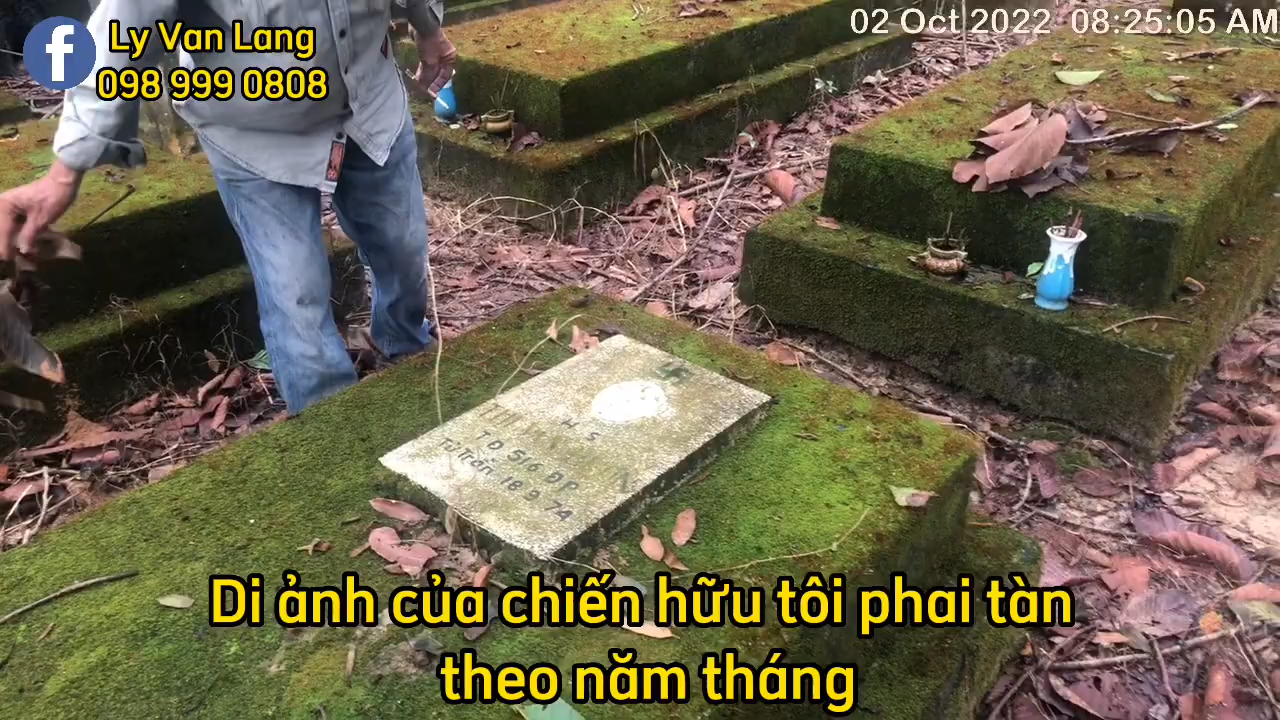 f
Ly Van Lang
098 999 0808
02 Oct 2022 08:25:05 AM
H S
TĐ 516 ĐP
Tử Trận 18 9 74
Di ảnh của chiến hữu tôi phai tàn
theo năm tháng